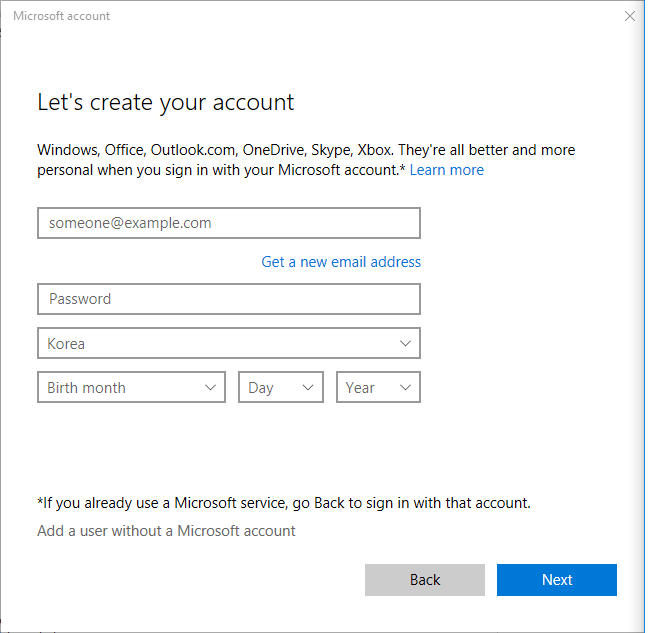 Microsoft account
Let's create your account
Windows, Office, Outlook.com, OneDrive, Skype, Xbox. They're all better and more
personal when you sign in with your Microsoft account.* Learn more
someone@example.com
Get a new email address
Password
Korea
Birth month Day Year
*If you already use a Microsoft service, go Back to sign in with that account.
Add a user without a Microsoft account
Back Next